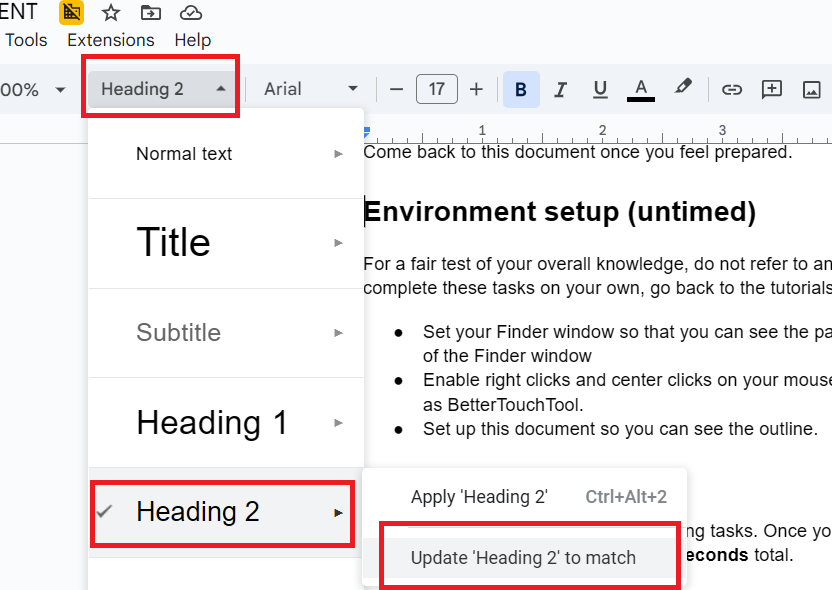 ENT
Tools Extensions Help
00% Heading 2 Arial 17 B I U A
1 2 3
Normal text
Title
Subtitle
Heading 1
Heading 2
Apply 'Heading 2' Ctrl+Alt+2
Update 'Heading 2' to match
Come back to this document once you feel prepared.
Environment setup (untimed)
For a fair test of your overall knowledge, do not refer to an
complete these tasks on your own, go back to the tutorials
● Set your Finder window so that you can see the pa
of the Finder window
● Enable right clicks and center clicks on your mouse
as BetterTouchTool.
● Set up this document so you can see the outline.
ng tasks. Once yo
econds total.